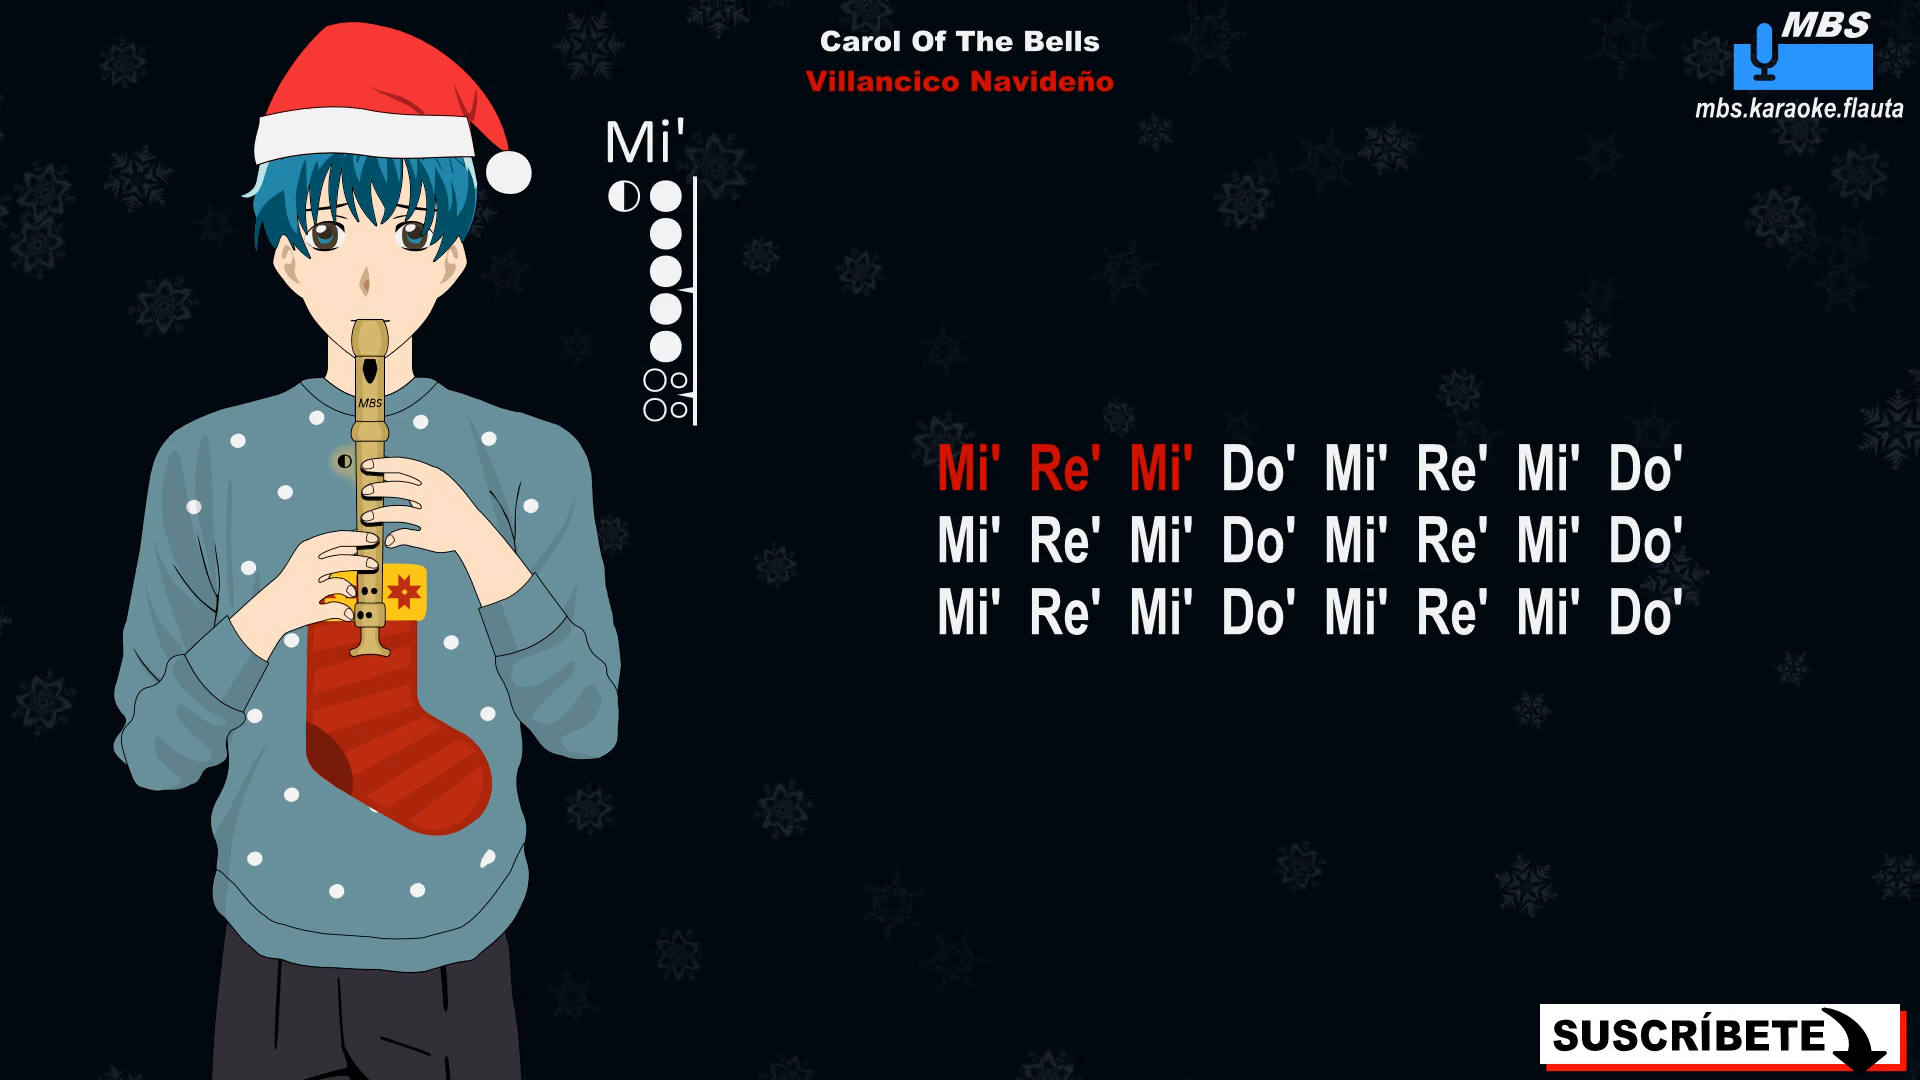 Carol Of The Bells
Villancico Navideño
MBS
mbs.karaoke.flauta
Mi'
MBS
Mi' Re' Mi' Do' Mi' Re' Mi' Do'
Mi' Re' Mi' Do' Mi' Re' Mi' Do'
Mi' Re' Mi' Do' Mi' Re' Mi' Do'
SUSCRÍBETE